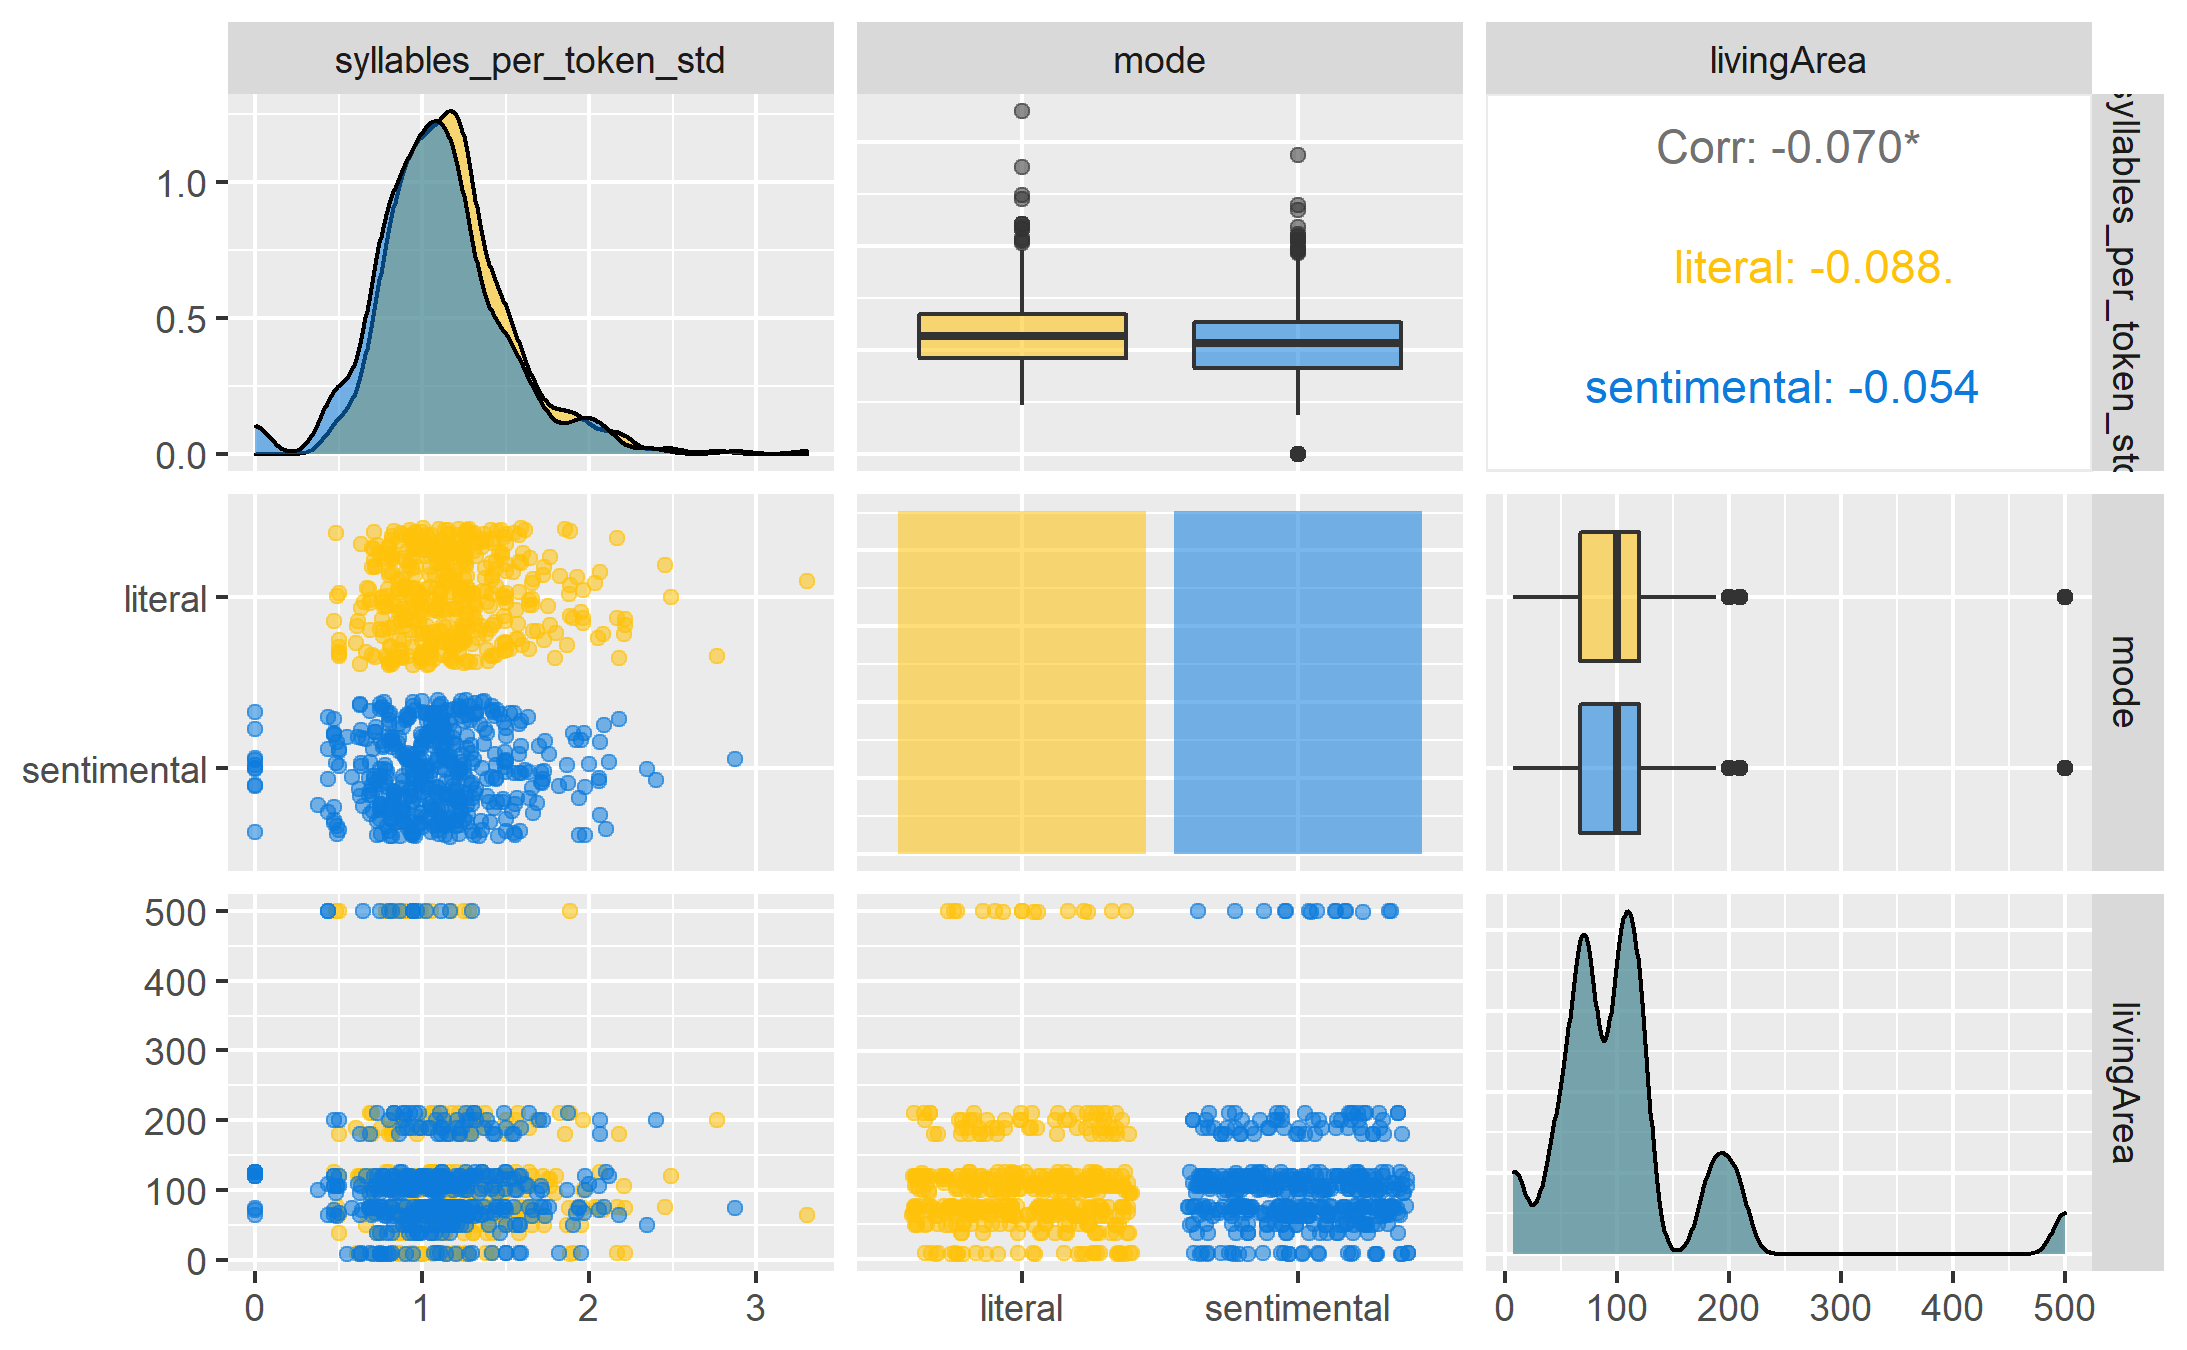 syllables_per_token_std
mode
livingArea
1.0
0.5
0.0
Corr: -0.070*
literal: -0.088.
sentimental: -0.054
syllables_per_token_std
literal
sentimental
mode
500
400
300
200
100
0
livingArea
0
1
2
3
literal
sentimental
0
100
200
300
400
500